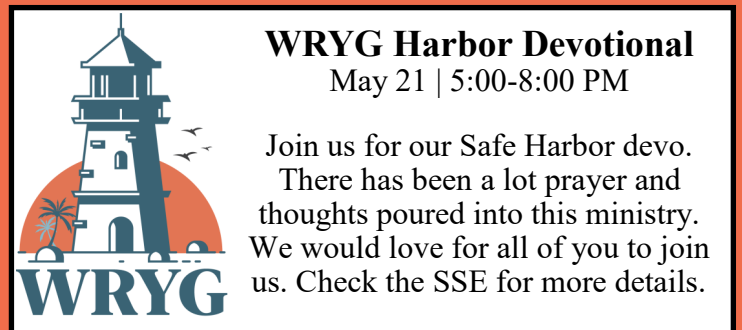 WRYG Harbor Devotional
May 21 | 5:00-8:00 PM
Join us for our Safe Harbor devo.
There has been a lot prayer and
thoughts poured into this ministry.
We would love for all of you to join
us. Check the SSE for more details.
WRYG